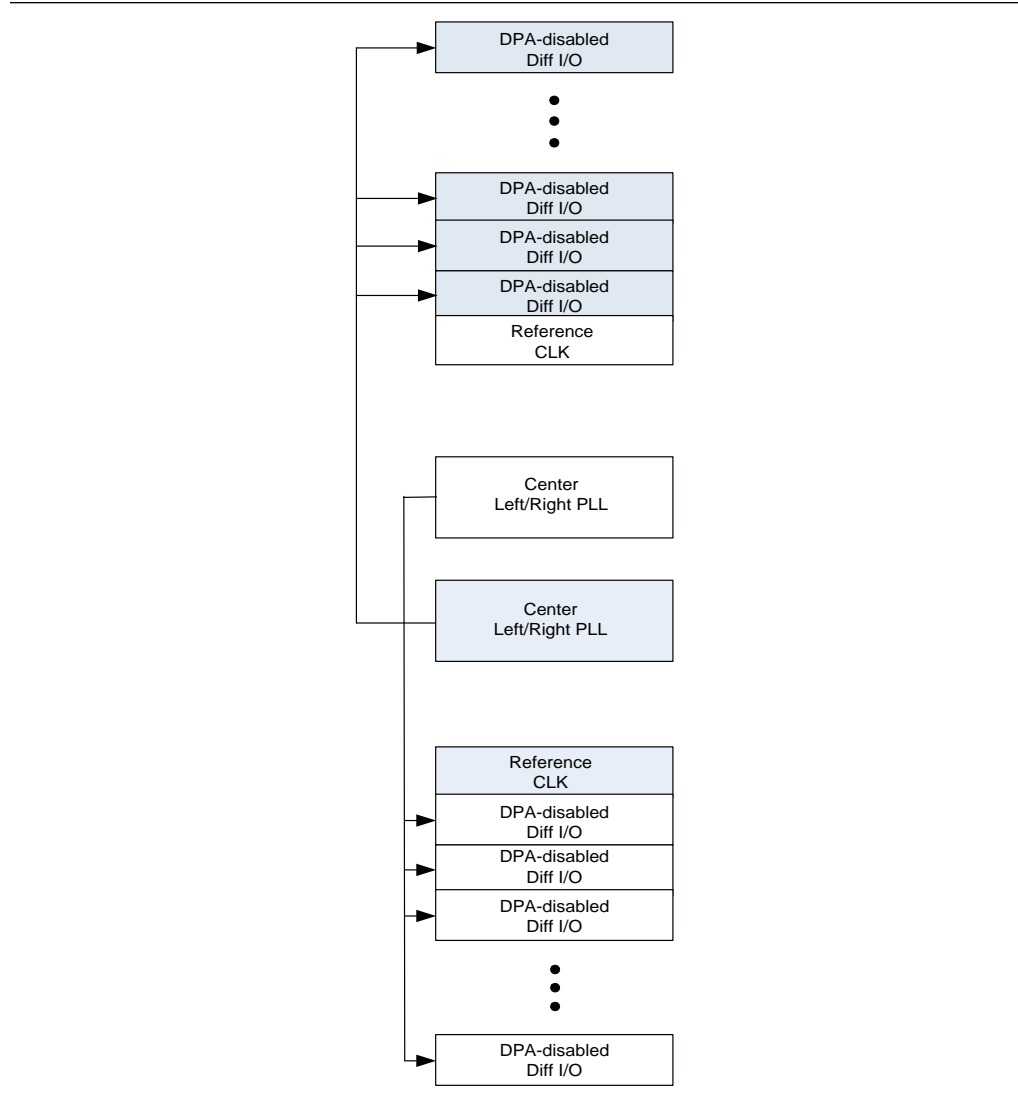 DPA-disabled
Diff I/O
DPA-disabled
Diff I/O
DPA-disabled
Diff I/O
DPA-disabled
Diff I/O
Reference
CLK
Center
Left/Right PLL
Center
Left/Right PLL
Reference
CLK
DPA-disabled
Diff I/O
DPA-disabled
Diff I/O
DPA-disabled
Diff I/O
DPA-disabled
Diff I/O